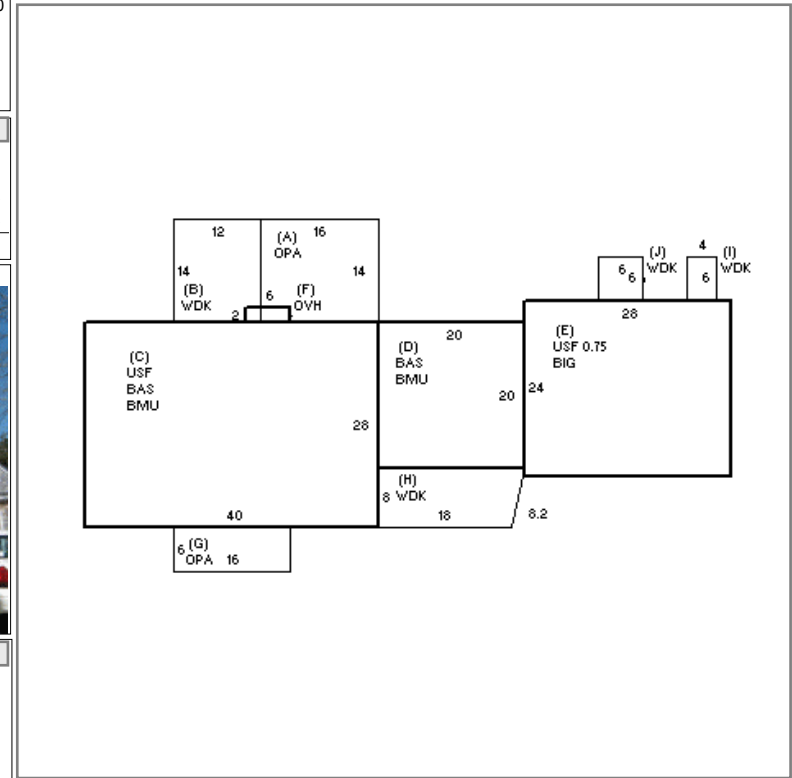 12
(A) 16
OPA
14
14
(B)
WDK
6
(F)
OVH
2
4
(J)
WDK
6
6
(I)
WDK
6
28
(C)
USF
BAS
BMU
28
40
20
(D)
BAS
BMU
20
(E)
USF 0.75
BIG
24
(H)
8 WDK
18
8.2
6 (G)
OPA 16